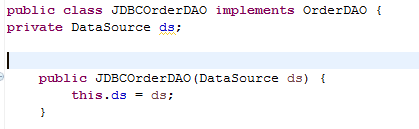 public class JDBCOrderDAO implements OrderDAO {
private DataSource ds;
public JDBCOrderDAO(DataSource ds) {
this.ds = ds;
}